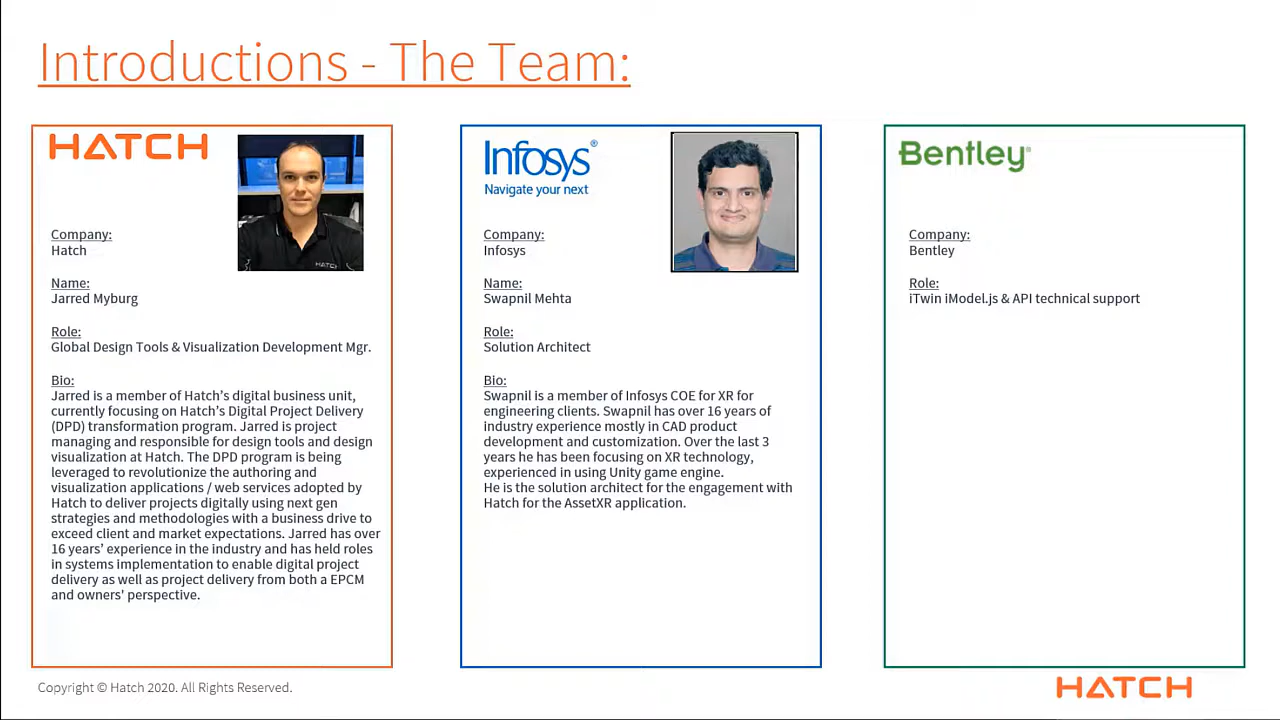 Introductions - The Team:
HATCH
Company:
Hatch
Name:
Jarred Myburg
Role:
Global Design Tools & Visualization Development Mgr.
Bio:
Jarred is a member of Hatch’s digital business unit,
currently focusing on Hatch’s Digital Project Delivery
(DPD) transformation program. Jarred is project
managing and responsible for design tools and design
visualization at Hatch. The DPD program is being
leveraged to revolutionize the authoring and
visualization applications / web services adopted by
Hatch to deliver projects digitally using next gen
strategies and methodologies with a business drive to
exceed client and market expectations. Jarred has over
16 years’ experience in the industry and has held roles
in systems implementation to enable digital project
delivery as well as project delivery from both a EPCM
and owners' perspective.
HATCH
Infosys®
Navigate your next
Company:
Infosys
Name:
Swapnil Mehta
Role:
Solution Architect
Bio:
Swapnil is a member of Infosys COE for XR for
engineering clients. Swapnil has over 16 years of
industry experience mostly in CAD product
development and customization. Over the last 3
years he has been focusing on XR technology,
experienced in using Unity game engine.
He is the solution architect for the engagement with
Hatch for the AssetXR application.
Bentley®
Company:
Bentley
Role:
iTwin iModel.js & API technical support
Copyright © Hatch 2020. All Rights Reserved.
HATCH